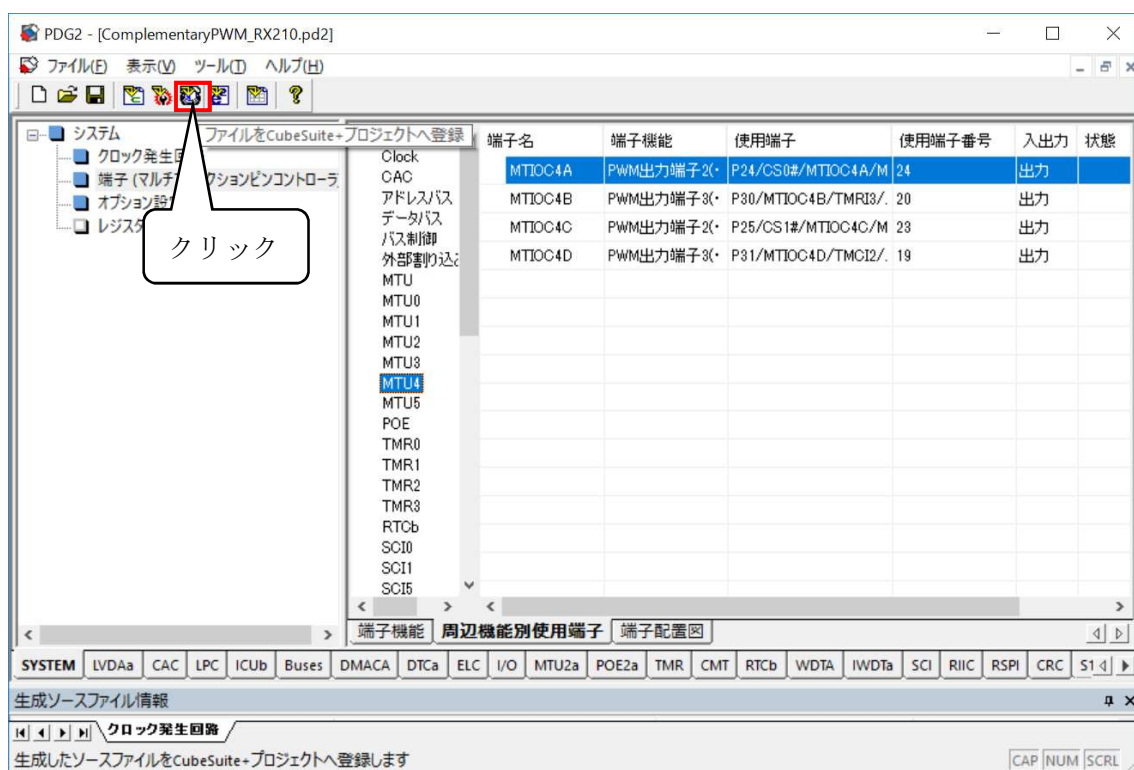 PDG2 - [ComplementaryPWM_RX210.pd2]
ファイル(F) 表示(V) ツール(T) ヘルプ(H)
ファイルをCubeSuite+プロジェクトへ登録
システム
クロック発生回
端子 (マルチ クションピンコントローラ
オプション設
レジスタ
クリック
Clock
CAC
アドレスバス
データバス
バス制御
外部割り込
MTU
MTU0
MTU1
MTU2
MTU3
MTU4
MTU5
POE
TMR0
TMR1
TMR2
TMR3
RTCb
SCI0
SCI1
SCI5
端子名 端子機能 使用端子 使用端子番号 入出力 状態
MTIOC4A PWM出力端子2(・ P24/CS0#/MTIOC4A/M 24 出力
MTIOC4B PWM出力端子3(・ P30/MTIOC4B/TMRI3/. 20 出力
MTIOC4C PWM出力端子2(・ P25/CS1#/MTIOC4C/M 23 出力
MTIOC4D PWM出力端子3(・ P31/MTIOC4D/TMCI2/. 19 出力
端子機能 周辺機能別使用端子 端子配置図
SYSTEM LVDAa CAC LPC ICUb Buses DMACA DTCa ELC I/O MTU2a POE2a TMR CMT RTCb WDTA IWDTa SCI RIIC RSPI CRC S1
生成ソースファイル情報
クロック発生回路
生成したソースファイルをCubeSuite+プロジェクトへ登録します
CAP NUM SCRL